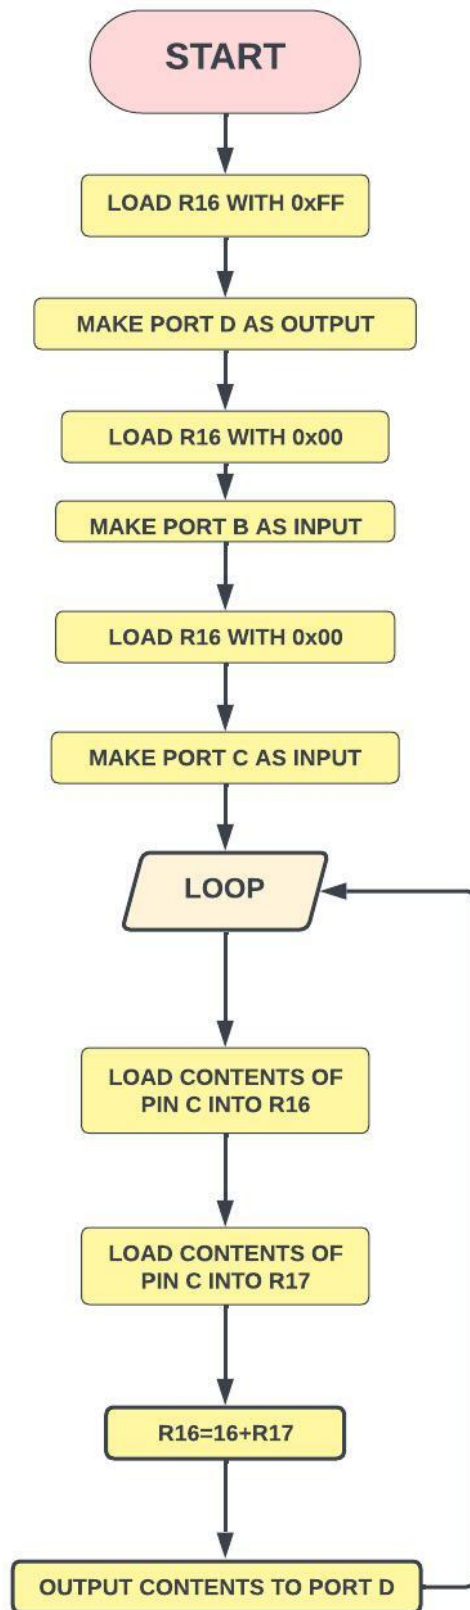 START
LOAD R16 WITH 0xFF
MAKE PORT D AS OUTPUT
LOAD R16 WITH 0x00
MAKE PORT B AS INPUT
LOAD R16 WITH 0x00
MAKE PORT C AS INPUT
LOOP
LOAD CONTENTS OF
PIN C INTO R16
LOAD CONTENTS OF
PIN C INTO R17
R16=16+R17
OUTPUT CONTENTS TO PORT D